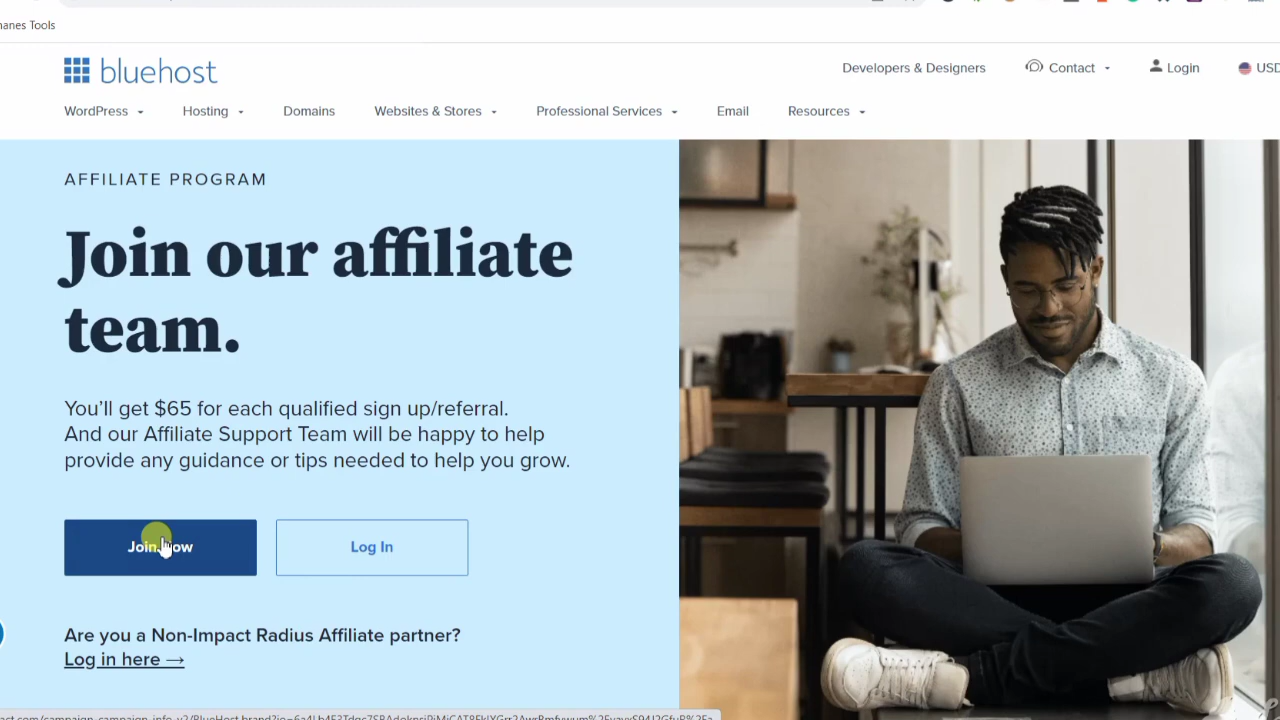 hanes Tools
bluehost
Developers & Designers
Contact
Login
USD
WordPress
Hosting
Domains
Websites & Stores
Professional Services
Email
Resources
AFFILIATE PROGRAM
Join our affiliate
team.
You'll get $65 for each qualified sign up/referral.
And our Affiliate Support Team will be happy to help
provide any guidance or tips needed to help you grow.
Join Now
Log In
Are you a Non-Impact Radius Affiliate partner?
Log in here →